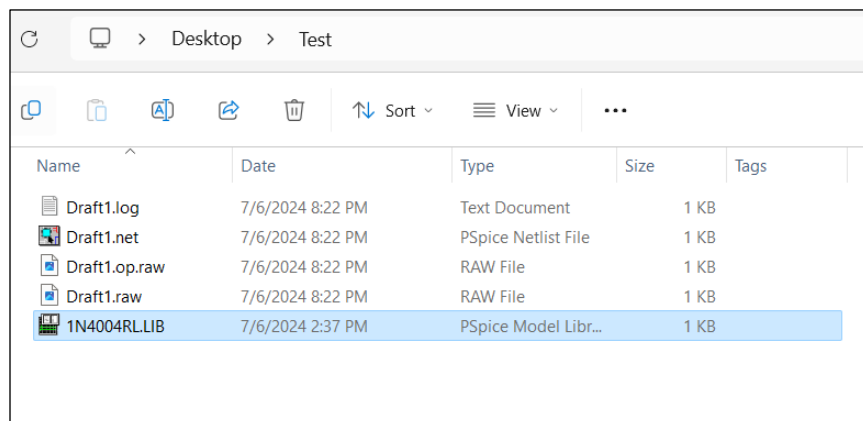 Desktop > Test
Sort View
Name Date Type Size Tags
Draft1.log 7/6/2024 8:22 PM Text Document 1 KB
Draft1.net 7/6/2024 8:22 PM PSpice Netlist File 1 KB
Draft1.op.raw 7/6/2024 8:22 PM RAW File 1 KB
Draft1.raw 7/6/2024 8:22 PM RAW File 1 KB
1N4004RL.LIB 7/6/2024 2:37 PM PSpice Model Libr... 1 KB